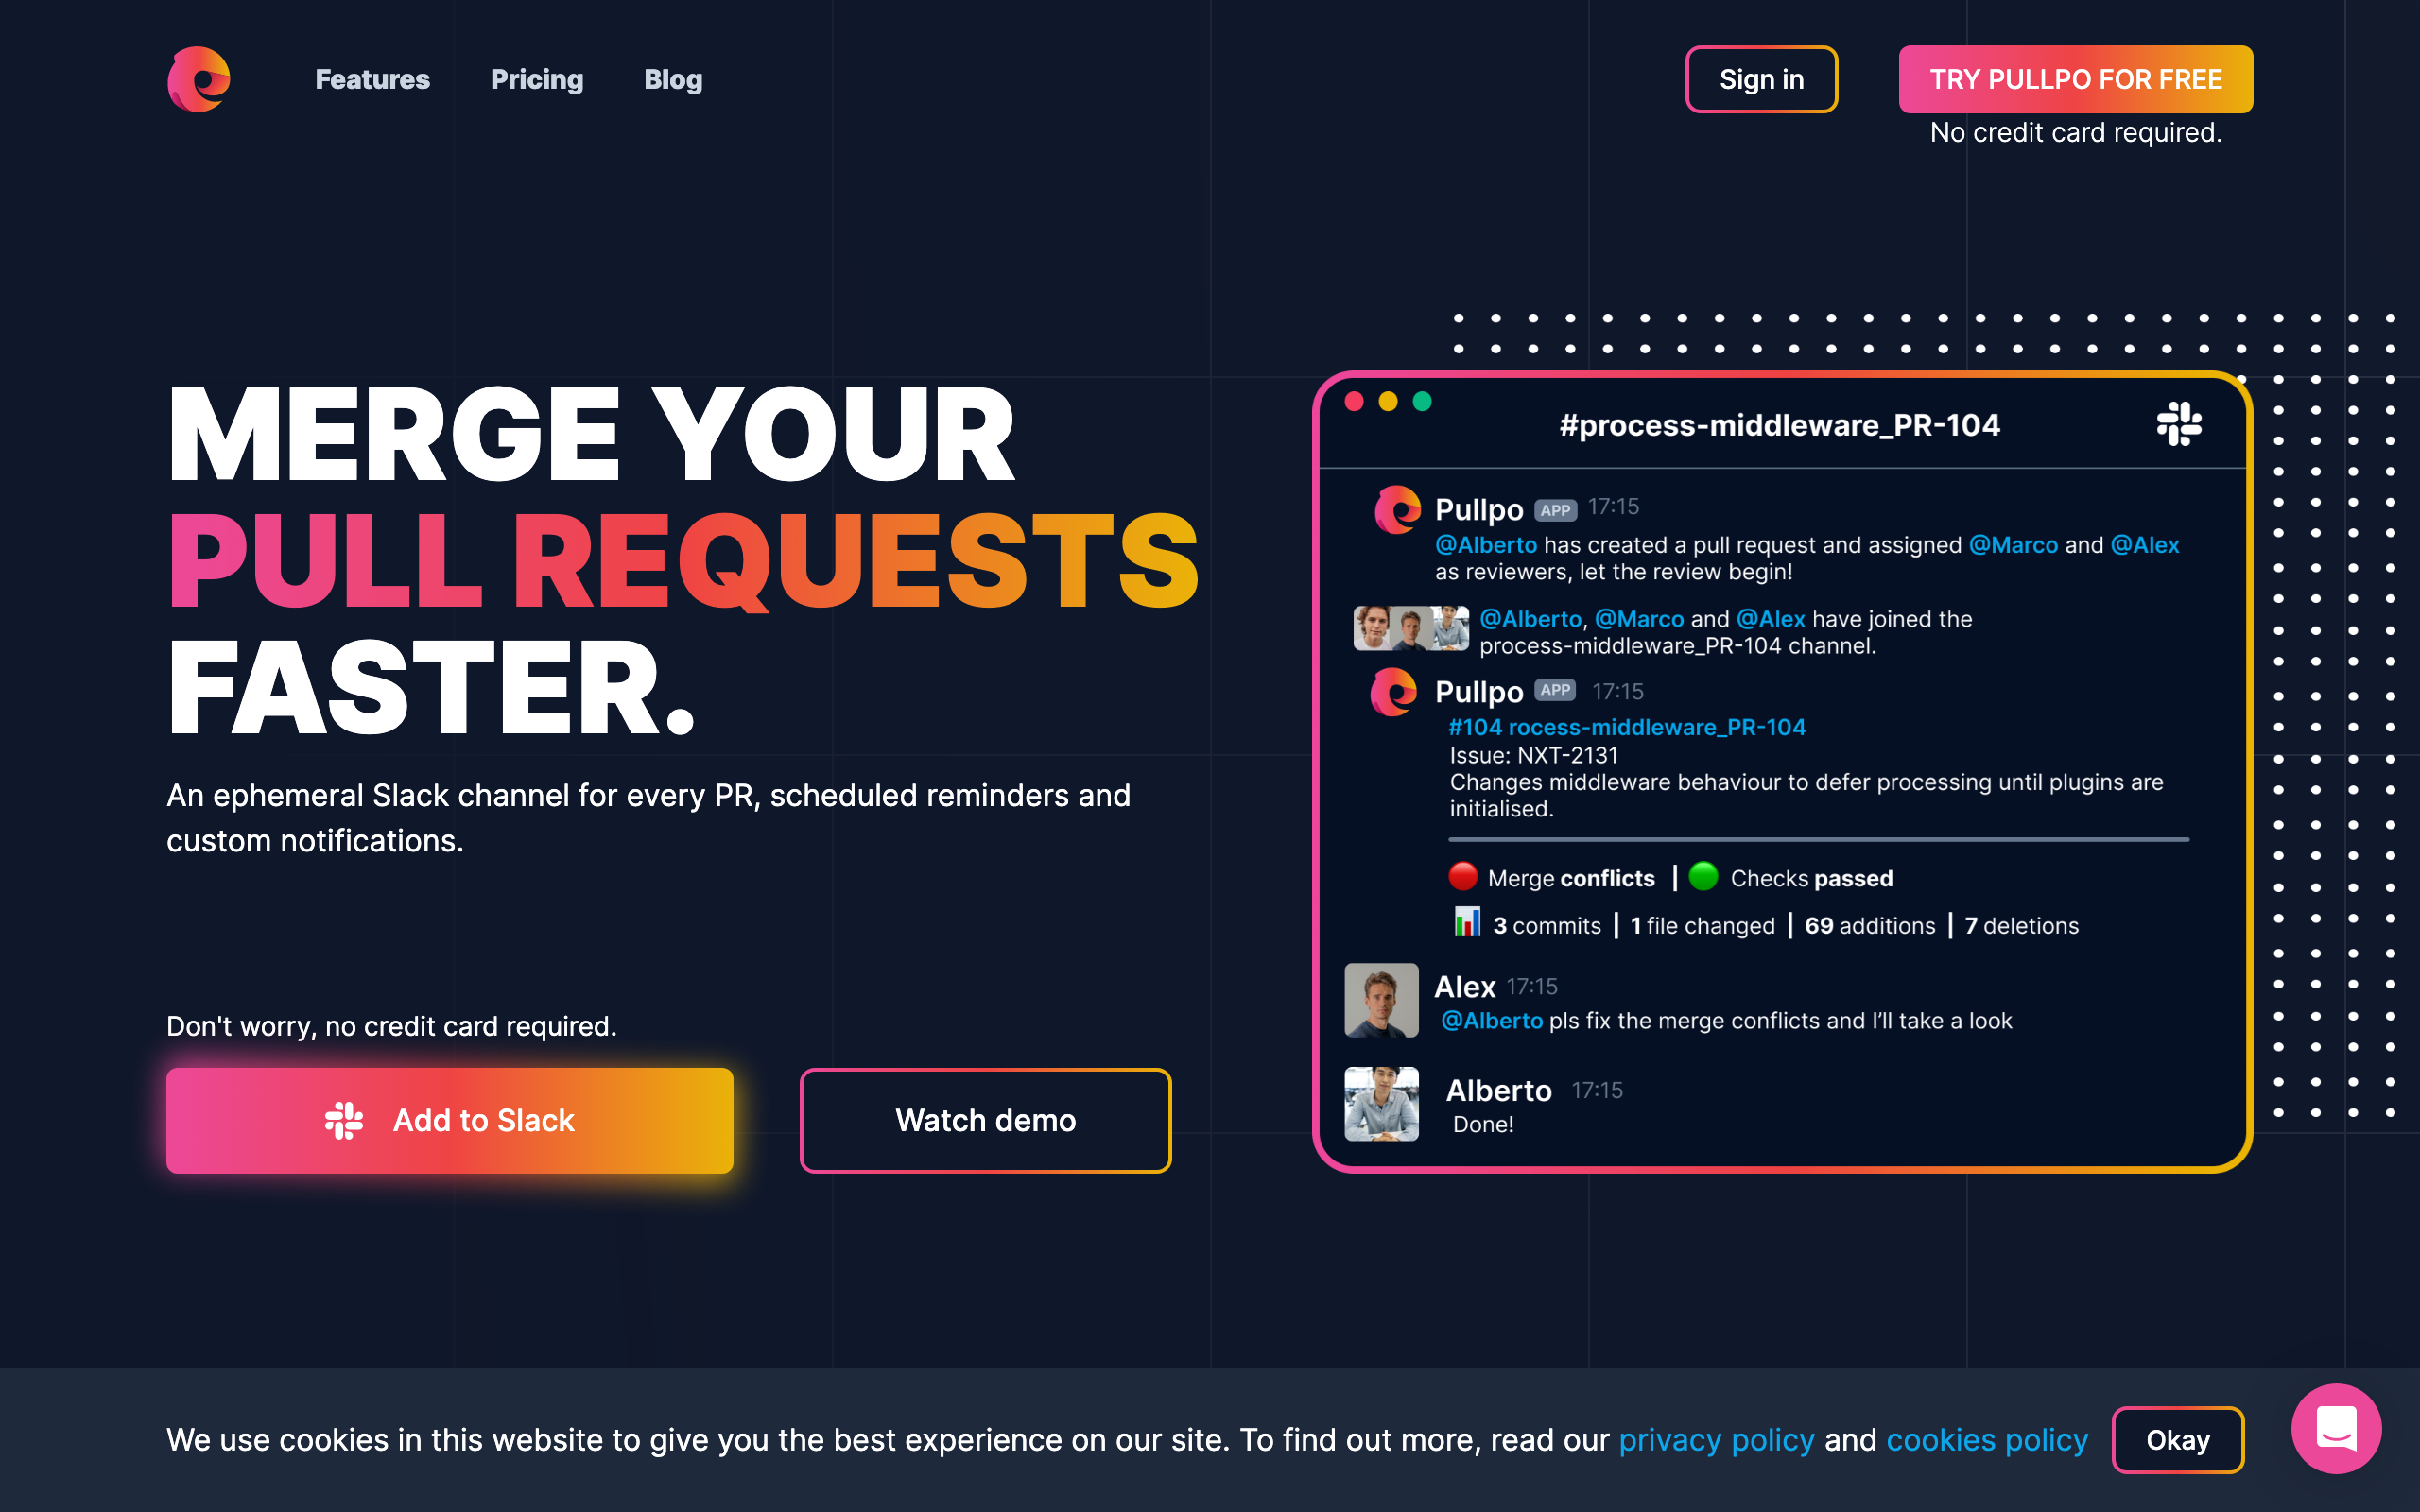 Features
Pricing
Blog
Sign in
TRY PULLPO FOR FREE
No credit card required.
MERGE YOUR
PULL REQUESTS
FASTER.
An ephemeral Slack channel for every PR, scheduled reminders and
custom notifications.
Don't worry, no credit card required.
Add to Slack
Watch demo
#process-middleware_PR-104
Pullpo APP 17:15
@Alberto has created a pull request and assigned @Marco and @Alex
as reviewers, let the review begin!
@Alberto, @Marco and @Alex have joined the
process-middleware_PR-104 channel.
Pullpo APP 17:15
#104 rocess-middleware_PR-104
Issue: NXT-2131
Changes middleware behaviour to defer processing until plugins are
initialised.
Merge conflicts | Checks passed
3 commits | 1 file changed | 69 additions | 7 deletions
Alex 17:15
@Alberto pls fix the merge conflicts and I'll take a look
Alberto 17:15
Done!
We use cookies in this website to give you the best experience on our site. To find out more, read our privacy policy and cookies policy
Okay